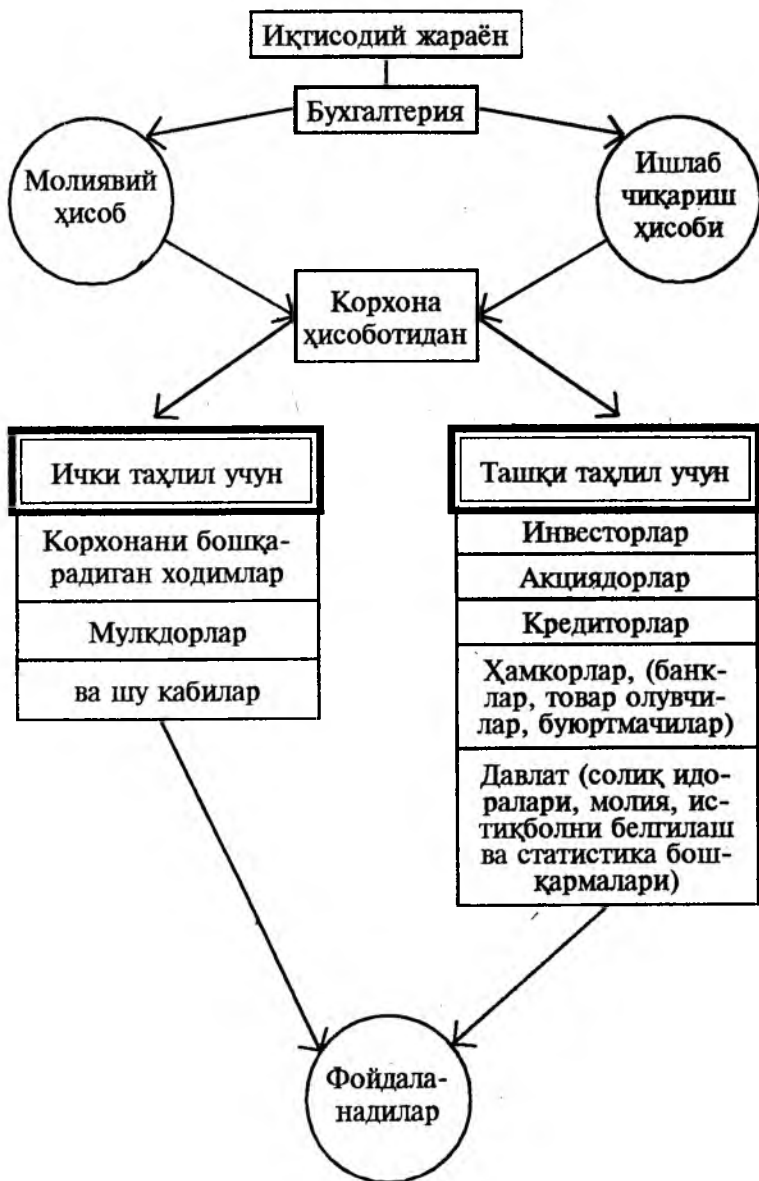 Иқтисодий жараён
Бухгалтерия
Молиявий
ҳисоб
Ишлаб
чиқариш
ҳисоби
Корхона
ҳисоботидан
Ички таҳлил учун
Корхонани бошқа-
радиган ходимлар
Мулкдорлар
ва шу кабилар
Ташқи таҳлил учун
Инвесторлар
Акциядорлар
Кредиторлар
Ҳамкорлар, (банк-
лар, товар олувчи-
лар, буюртмачилар)
Давлат (солиқ идо-
ралари, молия, ис-
тиқболни белгилаш
ва статистика бош-
қармалари)
Фойдала-
надилар